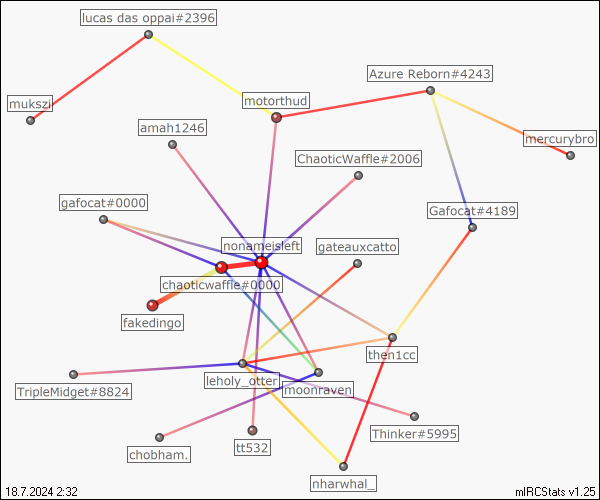 lucas das oppai#2396
Azure Reborn#4243
mukszi
motorthud
amah1246
mercurybro
ChaoticWaffle#2006
gafocat#0000
Gafocat#4189
nonameisleft
gateauxcatto
chaoticwaffle#0000
fakedingo
then1cc
leholy_otter
moonraven
TripleMidget#8824
Thinker#5995
chobham.
tt532
nharwhal_
18.7.2024 2:32
mIRCStats v1.25